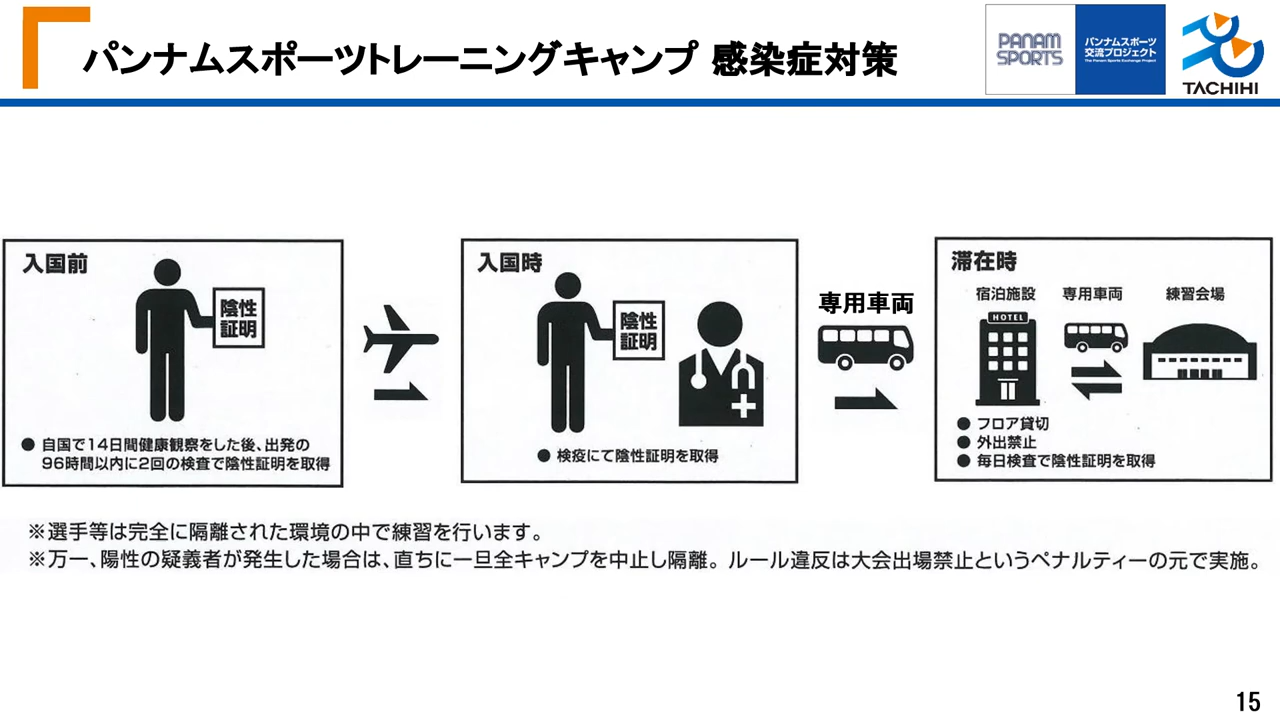 パンナムスポーツトレーニングキャンプ 感染症対策
PANAM
SPORTS
パンナムスポーツ
交流プロジェクト
The Panam Sports Exchange Project
TACHIHI
入国前
陰性
証明
● 自国で14日間健康観察をした後、出発の
96時間以内に2回の検査で陰性証明を取得
入国時
陰性
証明
● 検疫にて陰性証明を取得
専用車両
滞在時
宿泊施設 専用車両 練習会場
HOTEL
● フロア貸切
● 外出禁止
● 毎日検査で陰性証明を取得
※選手等は完全に隔離された環境の中で練習を行います。
※万一、陽性の疑義者が発生した場合は、直ちに一旦全キャンプを中止し隔離。ルール違反は大会出場禁止というペナルティーの元で実施。
15